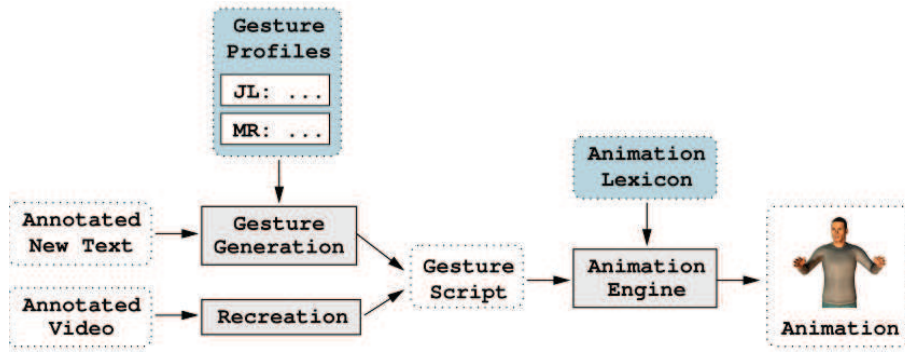 Gesture
Profiles
JL: ...
MR: ...
Animation
Lexicon
Annotated
New Text
Gesture
Generation
Gesture
Script
Animation
Engine
Annotated
Video
Recreation
Animation